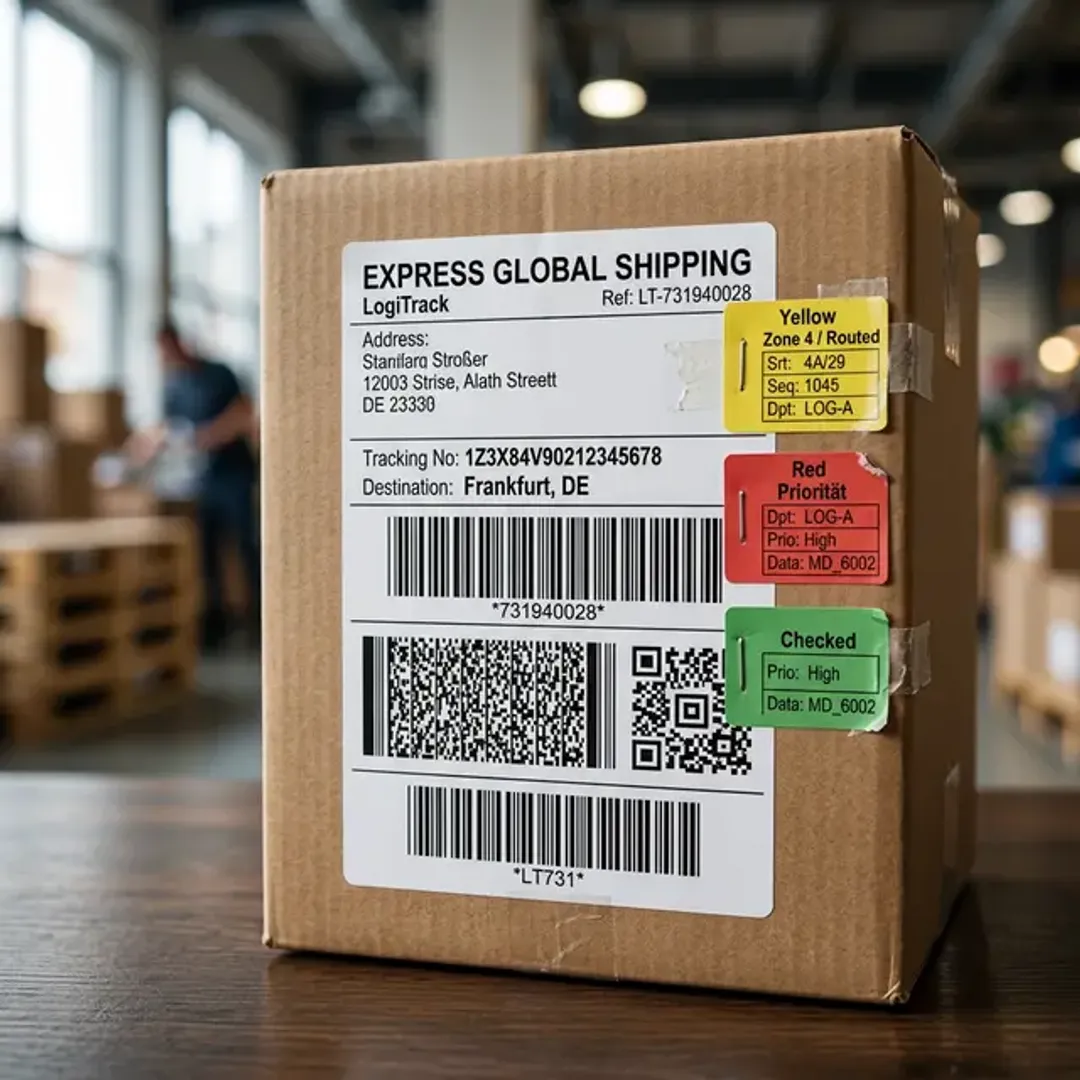 EXPRESS GLOBAL SHIPPING
LogiTrack
Ref: LT-731940028
Address:
Stanilarg Stroßer
12003 Strise, Alath Streett
DE 23330
Tracking No: 1Z3X84V90212345678
Destination: Frankfurt, DE
*731940028*
*LT731*
Yellow
Zone 4 / Routed
Srt: 4A/29
Seq: 1045
Dpt: LOG-A
Red
Priorität
Dpt: LOG-A
Prio: High
Data: MD_6002
Checked
Prio: High
Data: MD_6002